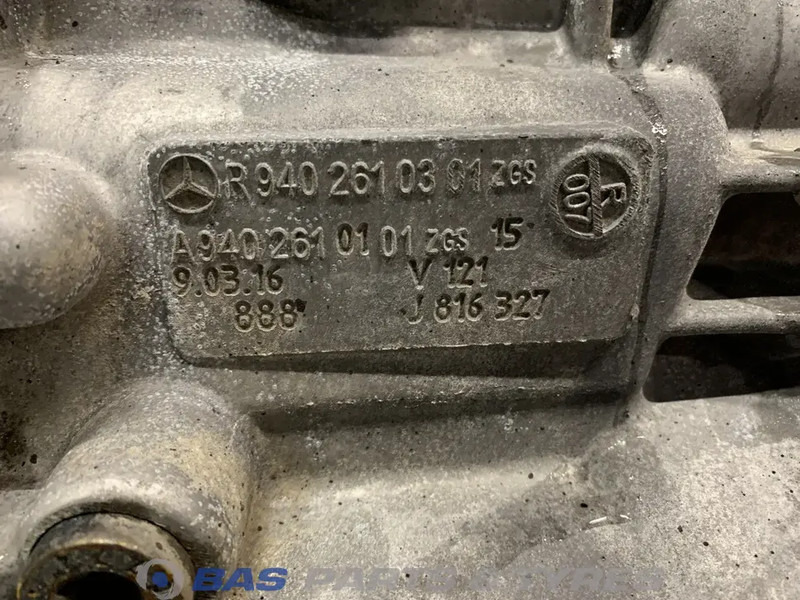 R 940 261 03 01 ZGS
R 007
A 940 261 01 01 ZGS 15
9.03.16 V 121
888 J 816 327
BAS PARTS & TYRES